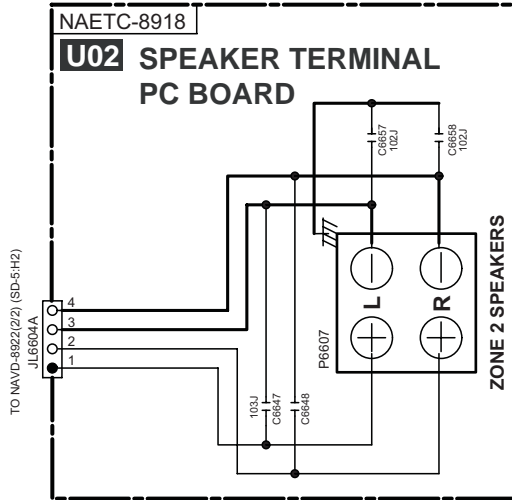 NAETC-8918
U02 SPEAKER TERMINAL
PC BOARD
C6657
102J
C6658
102J
TO NAVD-8922(2/2) (SD-5:H2)
JL6604A
4
3
2
1
103J
C6647
C6648
P6607
L
R
ZONE 2 SPEAKERS